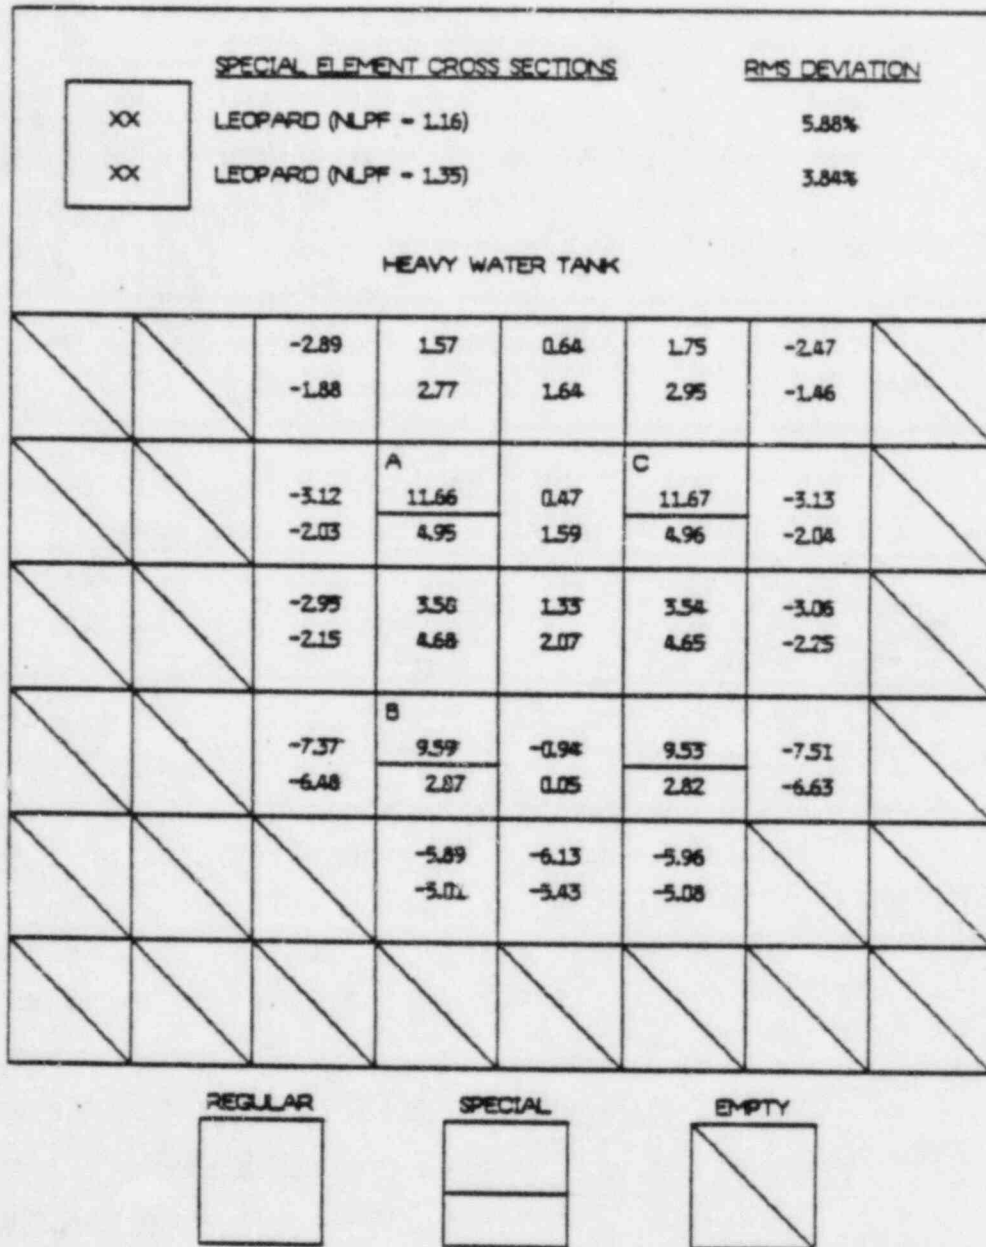 SPECIAL ELEMENT CROSS SECTIONS RMS DEVIATION
XX LEOPARD (NLPF - 1.16) 5.88%
XX LEOPARD (NLPF - 1.35) 3.84%
HEAVY WATER TANK
-2.89 1.57 0.64 1.75 -2.47
-1.88 2.77 1.64 2.95 -1.46
A C
-3.12 11.66 0.47 11.67 -3.13
-2.03 4.95 1.59 4.96 -2.04
-2.95 3.58 1.33 3.54 -3.06
-2.15 4.68 2.07 4.65 -2.25
B
-7.37 9.59 -0.94 9.53 -7.51
-6.48 2.87 0.05 2.82 -6.63
-5.89 -6.13 -5.96
-5.01 -5.43 -5.08
REGULAR SPECIAL EMPTY